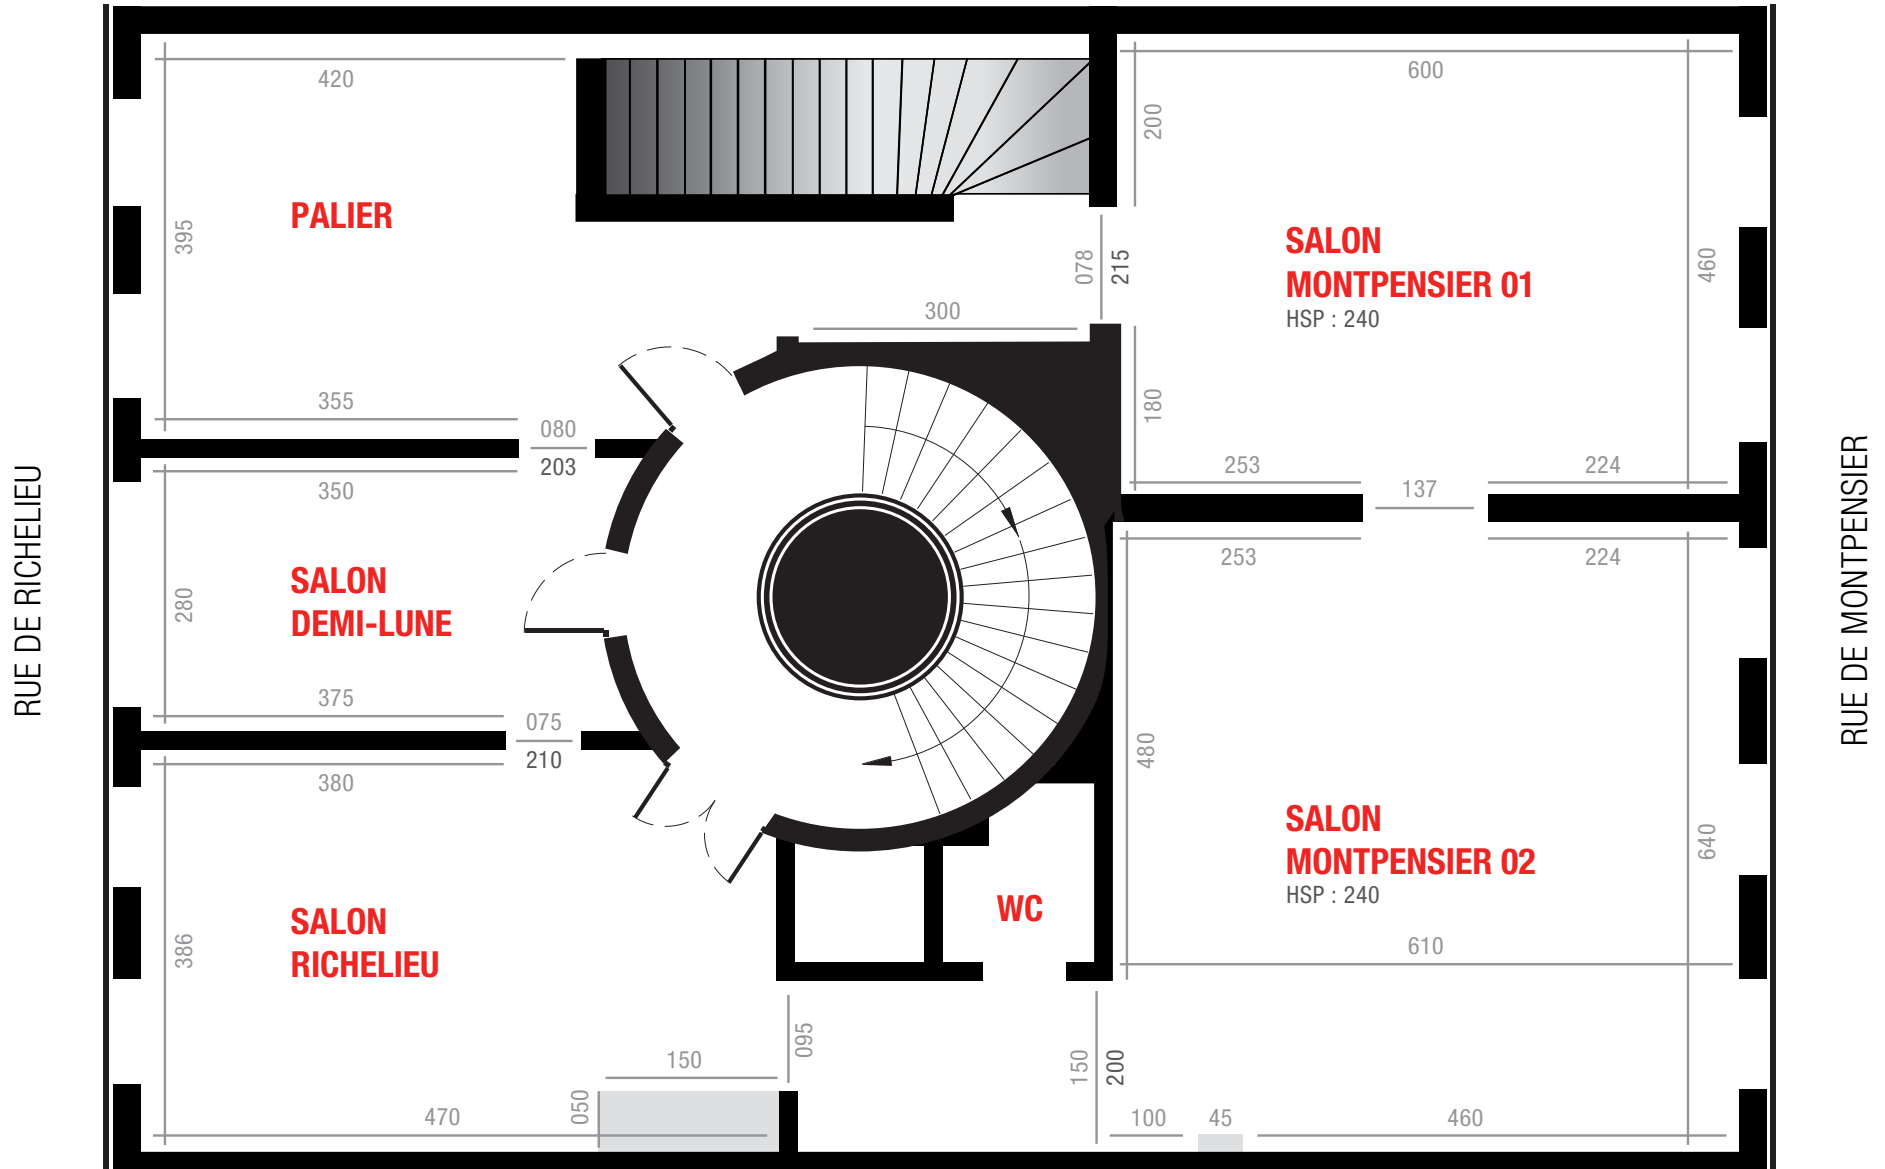 420
600
200
PALIER
395
SALON
MONTPENSIER 01
HSP : 240
460
078
215
300
355
080
203
350
180
253
224
137
253
224
RUE DE RICHELIEU
RUE DE MONTPENSIER
SALON
DEMI-LUNE
280
375
075
210
380
480
SALON
MONTPENSIER 02
HSP : 240
640
SALON
RICHELIEU
386
WC
610
095
150
050
470
150
200
100
45
460